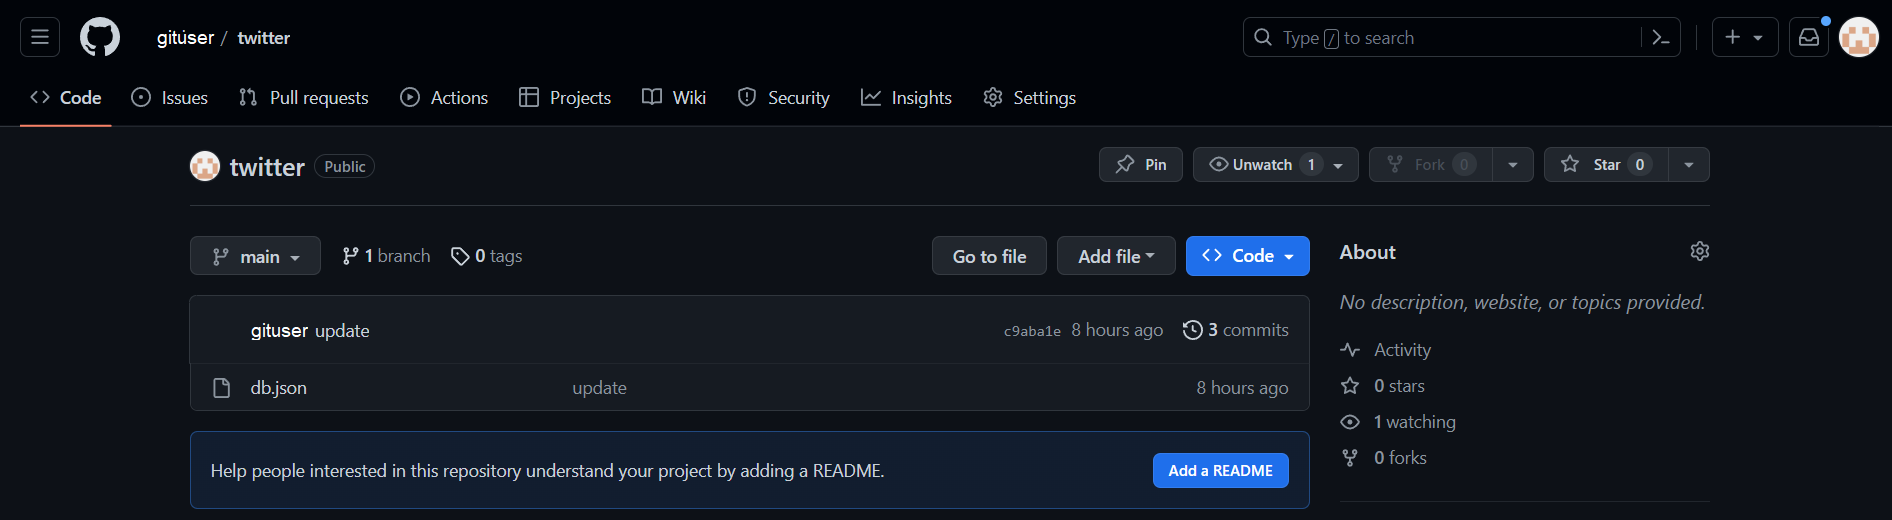 gituser / twitter
Type / to search
Code Issues Pull requests Actions Projects Wiki Security Insights Settings
twitter Public
Pin Unwatch 1 Fork 0 Star 0
main 1 branch 0 tags Go to file Add file Code
gituser update c9aba1e 8 hours ago 3 commits
db.json update 8 hours ago
Help people interested in this repository understand your project by adding a README. Add a README
About
No description, website, or topics provided.
Activity
0 stars
1 watching
0 forks